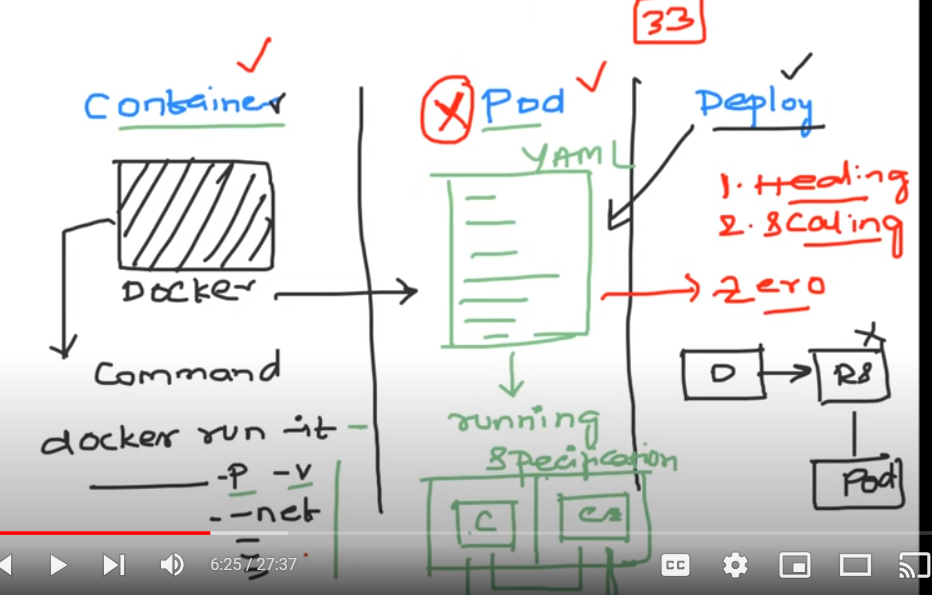 33
Container
Pod
Deploy
YAML
1. Healing
2. Scaling
Docker
Zero
D
RS
Command
docker run -it
-p -v
--net
running
Specification
C
Pod
6:25 / 27:37
CC